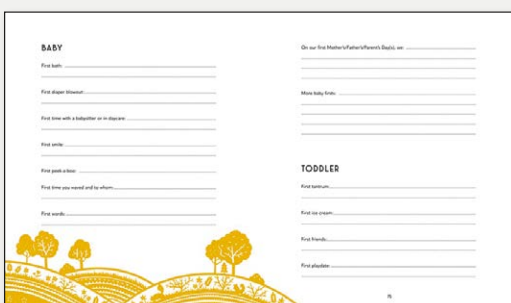 BABY
First bath:
First diaper blowout:
First time with a babysitter or in daycare:
First smile:
First peek-a-boo:
First time you waved and to whom:
First words:
On our first Mother's/Father's/Parent's Day(s), we:
More baby firsts:
TODDLER
First tantrum:
First ice cream:
First friends:
First playdate: